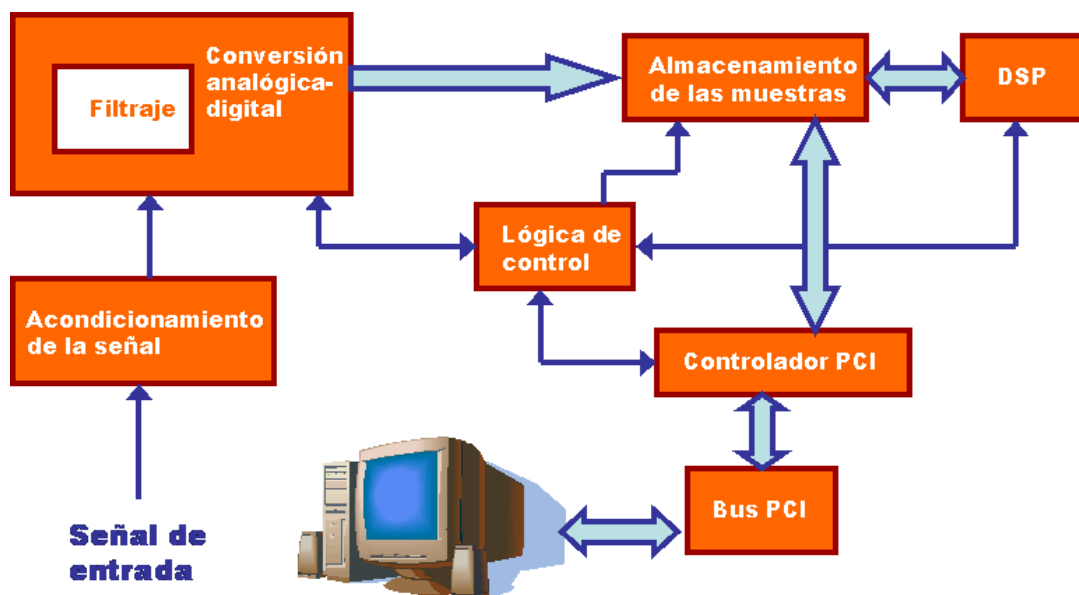 Conversión
analógica-
digital
Filtraje
Almacenamiento
de las muestras
DSP
Lógica de
control
Acondicionamiento
de la señal
Controlador PCI
Bus PCI
Señal de
entrada